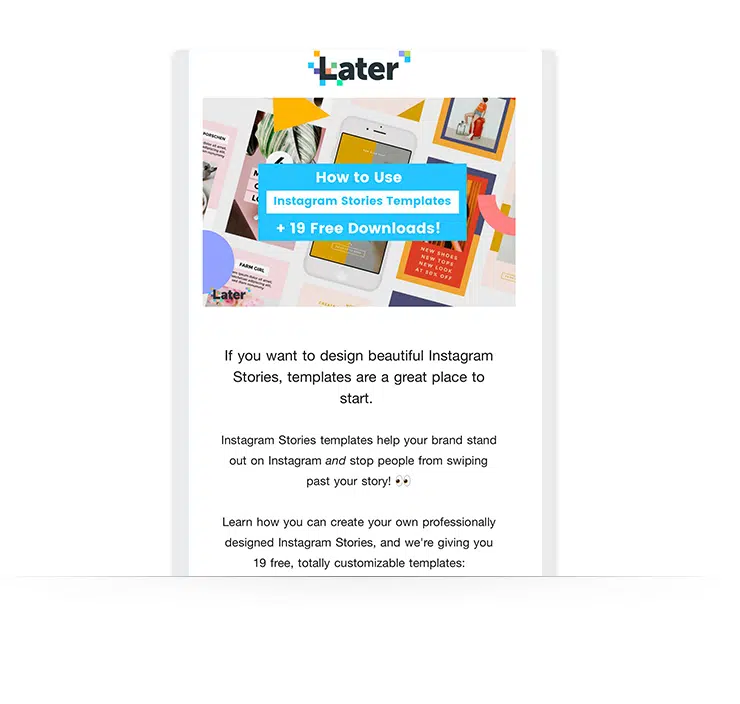 Later
PORSCHEN
How to Use
Instagram Stories Templates
+ 19 Free Downloads!
NEW SHOES
NEW TOPS
NEW LOOK
AT 50% OFF
FARM GIRL
Later
If you want to design beautiful Instagram
Stories, templates are a great place to
start.
Instagram Stories templates help your brand stand
out on Instagram and stop people from swiping
past your story! 👀
Learn how you can create your own professionally
designed Instagram Stories, and we're giving you
19 free, totally customizable templates: